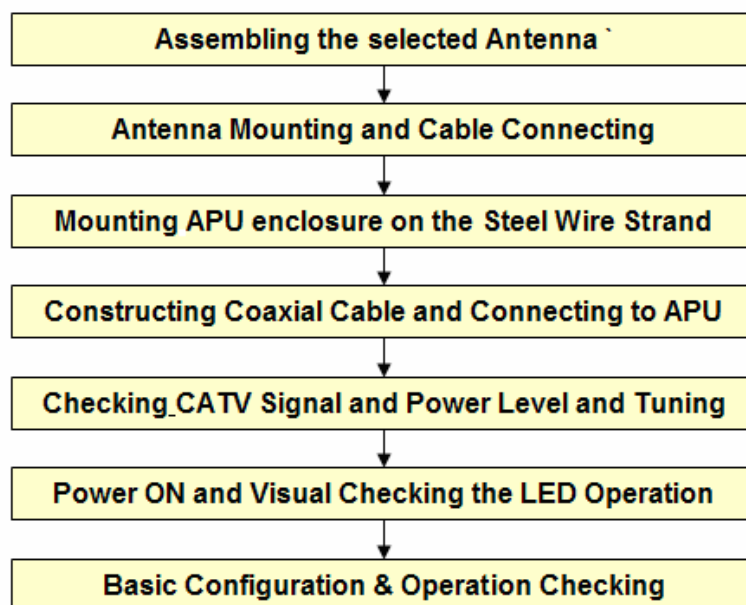 Assembling the selected Antenna `
Antenna Mounting and Cable Connecting
Mounting APU enclosure on the Steel Wire Strand
Constructing Coaxial Cable and Connecting to APU
Checking_CATV Signal and Power Level and Tuning
Power ON and Visual Checking the LED Operation
Basic Configuration & Operation Checking